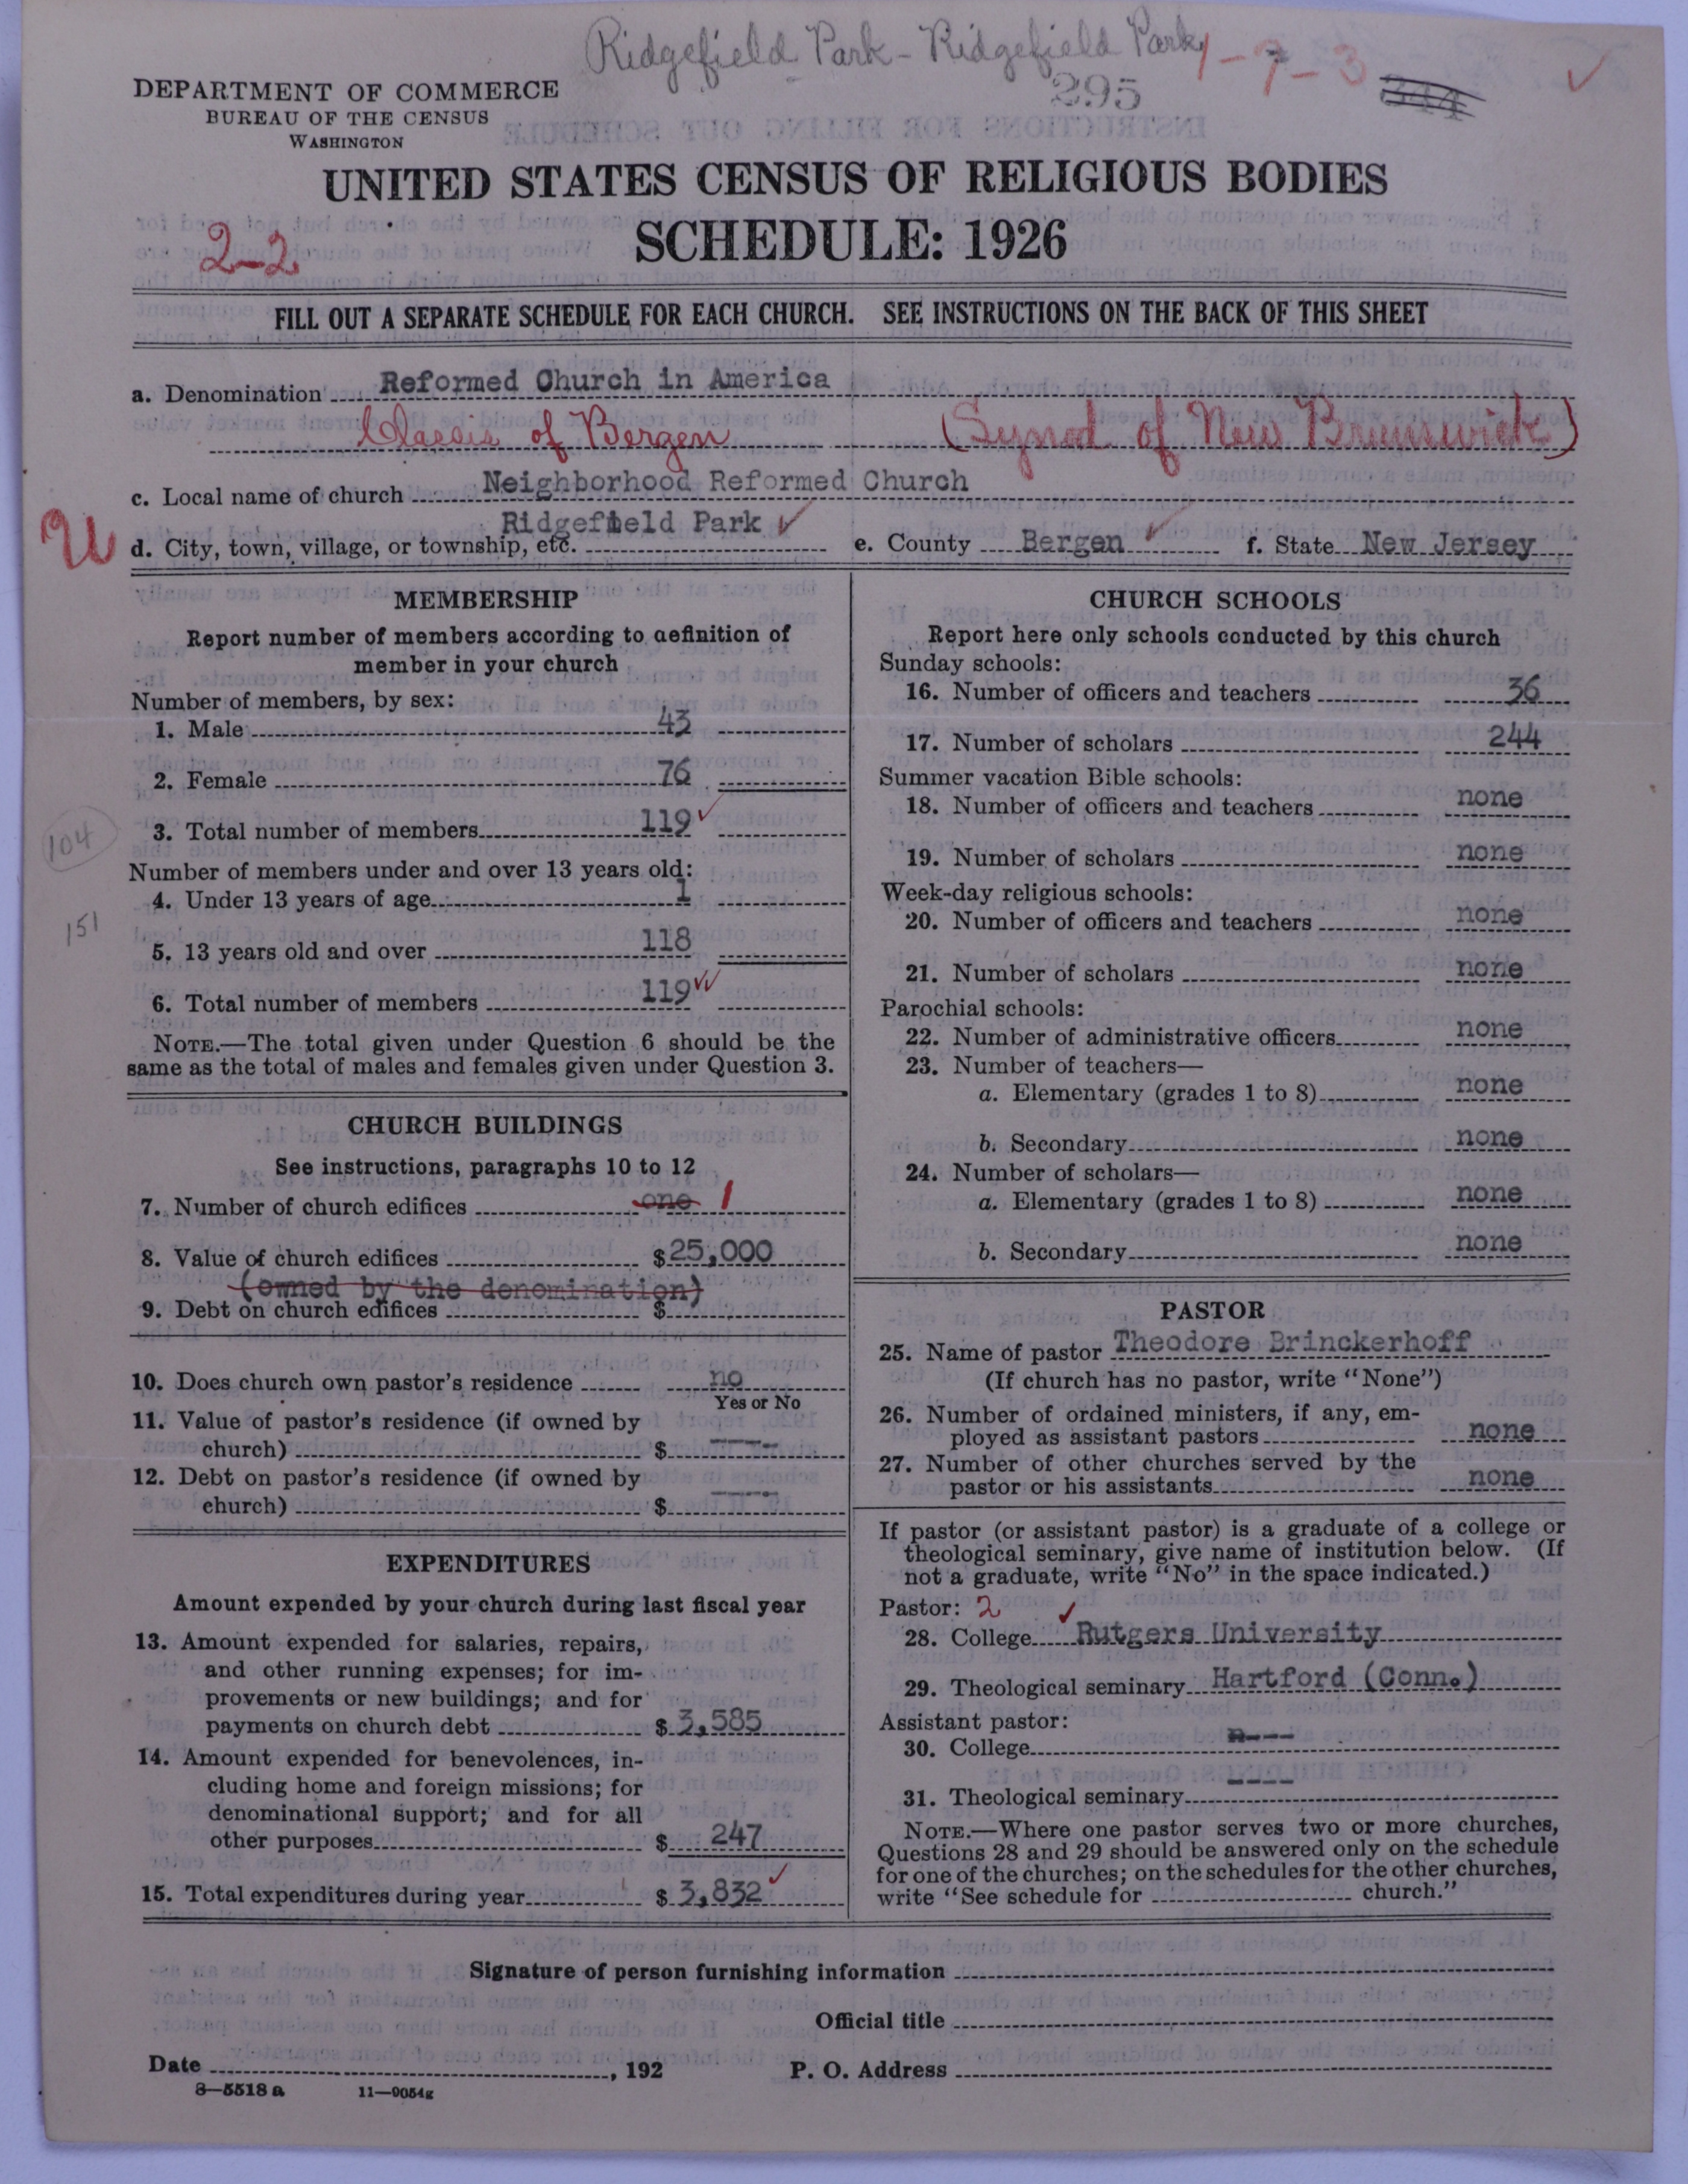 Ridgefield Park - Ridgefield Park
1-7-3
295
344
DEPARTMENT OF COMMERCE
BUREAU OF THE CENSUS
WASHINGTON
UNITED STATES CENSUS OF RELIGIOUS BODIES
SCHEDULE: 1926
2-2
FILL OUT A SEPARATE SCHEDULE FOR EACH CHURCH. SEE INSTRUCTIONS ON THE BACK OF THIS SHEET
a. Denomination Reformed Church in America
Classis of Bergen (Synod of New Brunswick)
c. Local name of church Neighborhood Reformed Church
U
d. City, town, village, or township, etc. Ridgefield Park e. County Bergen f. State New Jersey
MEMBERSHIP
Report number of members according to definition of
member in your church
Number of members, by sex:
1. Male 43
2. Female 76
3. Total number of members 119
104
Number of members under and over 13 years old:
4. Under 13 years of age 1
151
5. 13 years old and over 118
6. Total number of members 119
NOTE.—The total given under Question 6 should be the
same as the total of males and females given under Question 3.
CHURCH BUILDINGS
See instructions, paragraphs 10 to 12
7. Number of church edifices one 1
8. Value of church edifices $25,000
(owned by the denomination)
9. Debt on church edifices $
10. Does church own pastor's residence no
Yes or No
11. Value of pastor's residence (if owned by
church) $ ----
12. Debt on pastor's residence (if owned by
church) $ ----
EXPENDITURES
Amount expended by your church during last fiscal year
13. Amount expended for salaries, repairs,
and other running expenses; for im-
provements or new buildings; and for
payments on church debt $ 3,585
14. Amount expended for benevolences, in-
cluding home and foreign missions; for
denominational support; and for all
other purposes $ 247
15. Total expenditures during year $ 3,832
CHURCH SCHOOLS
Report here only schools conducted by this church
Sunday schools:
16. Number of officers and teachers 36
17. Number of scholars 244
Summer vacation Bible schools:
18. Number of officers and teachers none
19. Number of scholars none
Week-day religious schools:
20. Number of officers and teachers none
21. Number of scholars none
Parochial schools:
22. Number of administrative officers none
23. Number of teachers—
a. Elementary (grades 1 to 8) none
b. Secondary none
24. Number of scholars—
a. Elementary (grades 1 to 8) none
b. Secondary none
PASTOR
25. Name of pastor Theodore Brinckerhoff
(If church has no pastor, write "None")
26. Number of ordained ministers, if any, em-
ployed as assistant pastors none
27. Number of other churches served by the
pastor or his assistants none
If pastor (or assistant pastor) is a graduate of a college or
theological seminary, give name of institution below. (If
not a graduate, write "No" in the space indicated.)
Pastor: 2
28. College Rutgers University
29. Theological seminary Hartford (Conn.)
Assistant pastor:
30. College ----
31. Theological seminary ----
NOTE.—Where one pastor serves two or more churches,
Questions 28 and 29 should be answered only on the schedule
for one of the churches; on the schedules for the other churches,
write "See schedule for church."
Signature of person furnishing information
Official title
Date , 192 P. O. Address
8—5518 a 11—9054g